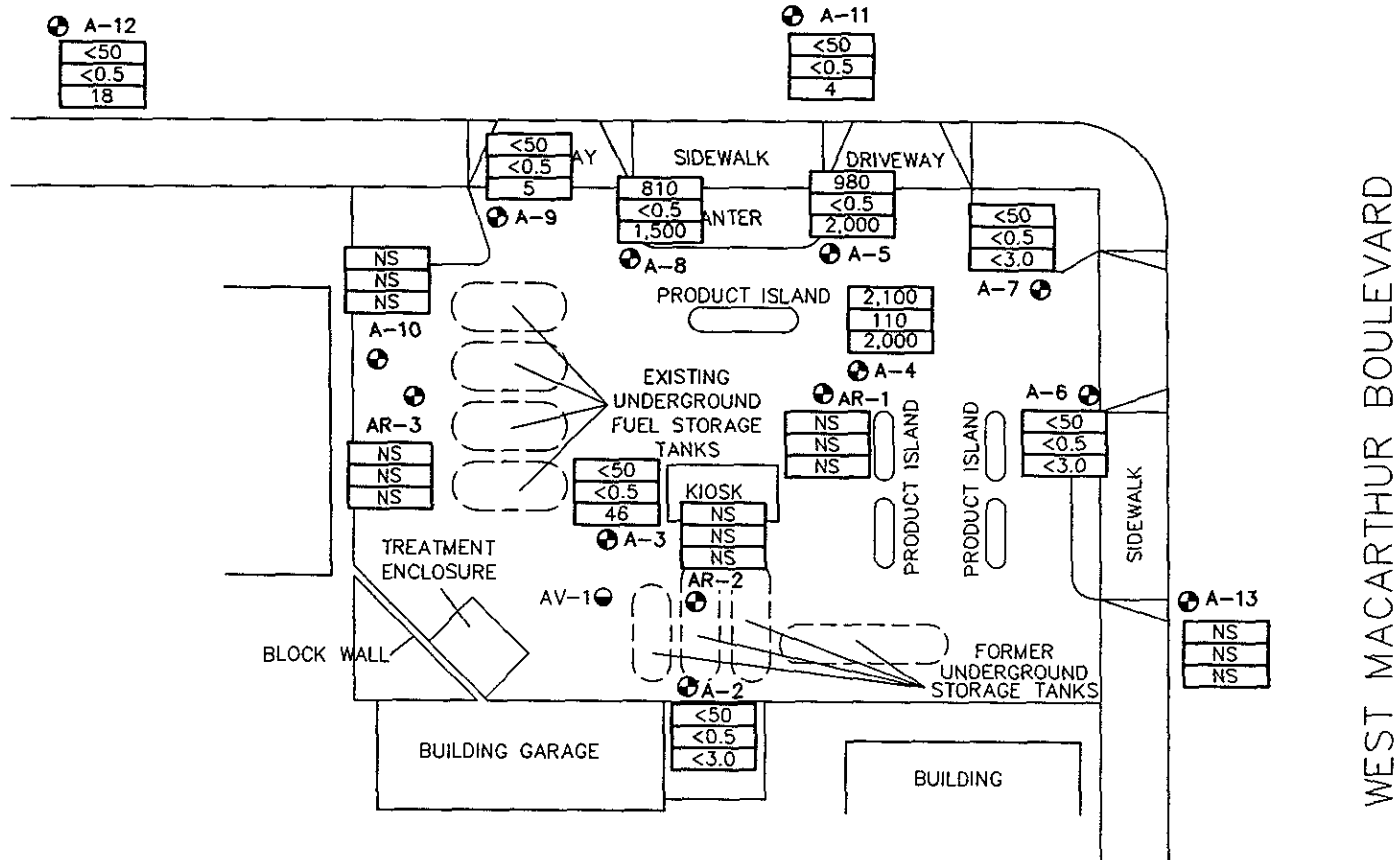 A-12
<50
<0.5
18
A-11
<50
<0.5
4
<50
<0.5
5
A-9
AY
SIDEWALK
DRIVEWAY
810
<0.5
1,500
A-8
ANTER
980
<0.5
2,000
A-5
<50
<0.5
<3.0
A-7
NS
NS
NS
A-10
PRODUCT ISLAND
2,100
110
2,000
A-4
EXISTING
UNDERGROUND
FUEL STORAGE
TANKS
AR-1
NS
NS
NS
A-6
<50
<0.5
<3.0
AR-3
NS
NS
NS
PRODUCT ISLAND
PRODUCT ISLAND
SIDEWALK
WEST MACARTHUR BOULEVARD
<50
<0.5
46
A-3
KIOSK
NS
NS
NS
AR-2
TREATMENT
ENCLOSURE
AV-1
BLOCK WALL
A-13
NS
NS
NS
FORMER
UNDERGROUND
STORAGE TANKS
A-2
<50
<0.5
<3.0
BUILDING GARAGE
BUILDING